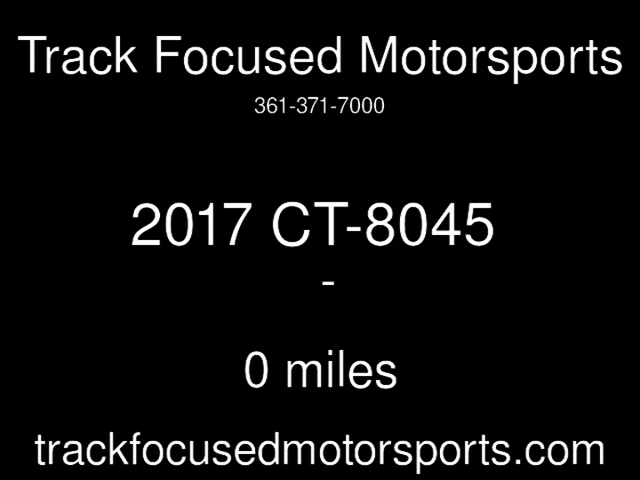 Track Focused Motorsports
361-371-7000
2017 CT-8045
-
0 miles
trackfocusedmotorsports.com